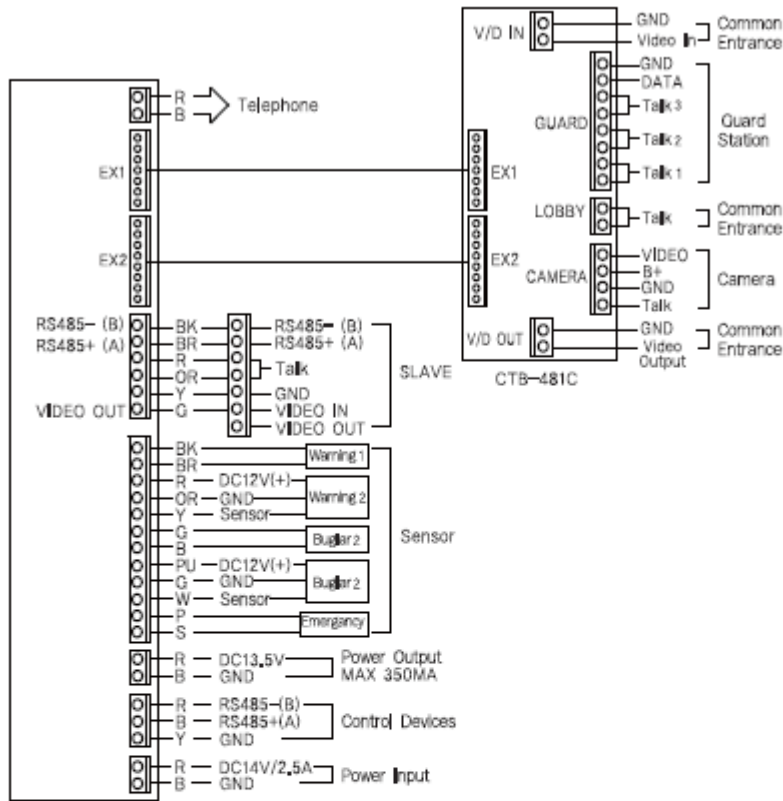 R
B
Telephone
EX1
EX2
RS485- (B)
RS485+ (A)
VIDEO OUT
BK
BR
R
OR
Y
G
RS485- (B)
RS485+ (A)
Talk
GND
VIDEO IN
VIDEO OUT
SLAVE
BK
BR
Warning 1
R DC12V(+)
OR GND
Y Sensor
Warning 2
G
B
Buglar 2
PU DC12V(+)
G GND
W Sensor
Buglar 2
P
S
Emergancy
Sensor
R DC13.5V
B GND
Power Output
MAX 350MA
R RS485-(B)
B RS485+(A)
Y GND
Control Devices
R DC14V/2.5A
B GND
Power Input
V/D IN
GND
Video In
Common
Entrance
GUARD
GND
DATA
Talk 3
Talk 2
Talk 1
Guard
Station
EX1
LOBBY
Talk
Common
Entrance
EX2
CAMERA
VIDEO
B+
GND
Talk
Camera
V/D OUT
GND
Video
Output
Common
Entrance
CTB-481C